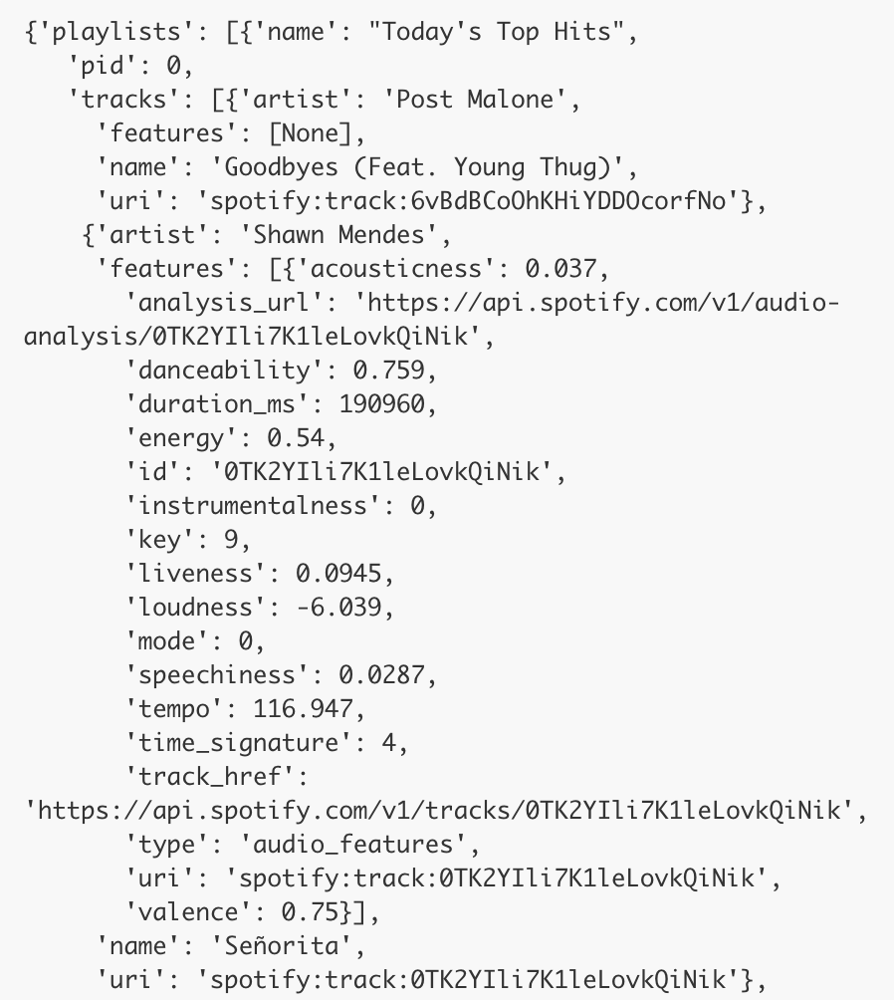 {'playlists': [{'name': "Today's Top Hits",
'pid': 0,
'tracks': [{'artist': 'Post Malone',
'features': [None],
'name': 'Goodbyes (Feat. Young Thug)',
'uri': 'spotify:track:6vBdBCoOhKHiYDDOcorfNo'},
{'artist': 'Shawn Mendes',
'features': [{'acousticness': 0.037,
'analysis_url': 'https://api.spotify.com/v1/audio-
analysis/0TK2YIli7K1leLovkQiNik',
'danceability': 0.759,
'duration_ms': 190960,
'energy': 0.54,
'id': '0TK2YIli7K1leLovkQiNik',
'instrumentalness': 0,
'key': 9,
'liveness': 0.0945,
'loudness': -6.039,
'mode': 0,
'speechiness': 0.0287,
'tempo': 116.947,
'time_signature': 4,
'track_href':
'https://api.spotify.com/v1/tracks/0TK2YIli7K1leLovkQiNik',
'type': 'audio_features',
'uri': 'spotify:track:0TK2YIli7K1leLovkQiNik',
'valence': 0.75}],
'name': 'Señorita',
'uri': 'spotify:track:0TK2YIli7K1leLovkQiNik'},